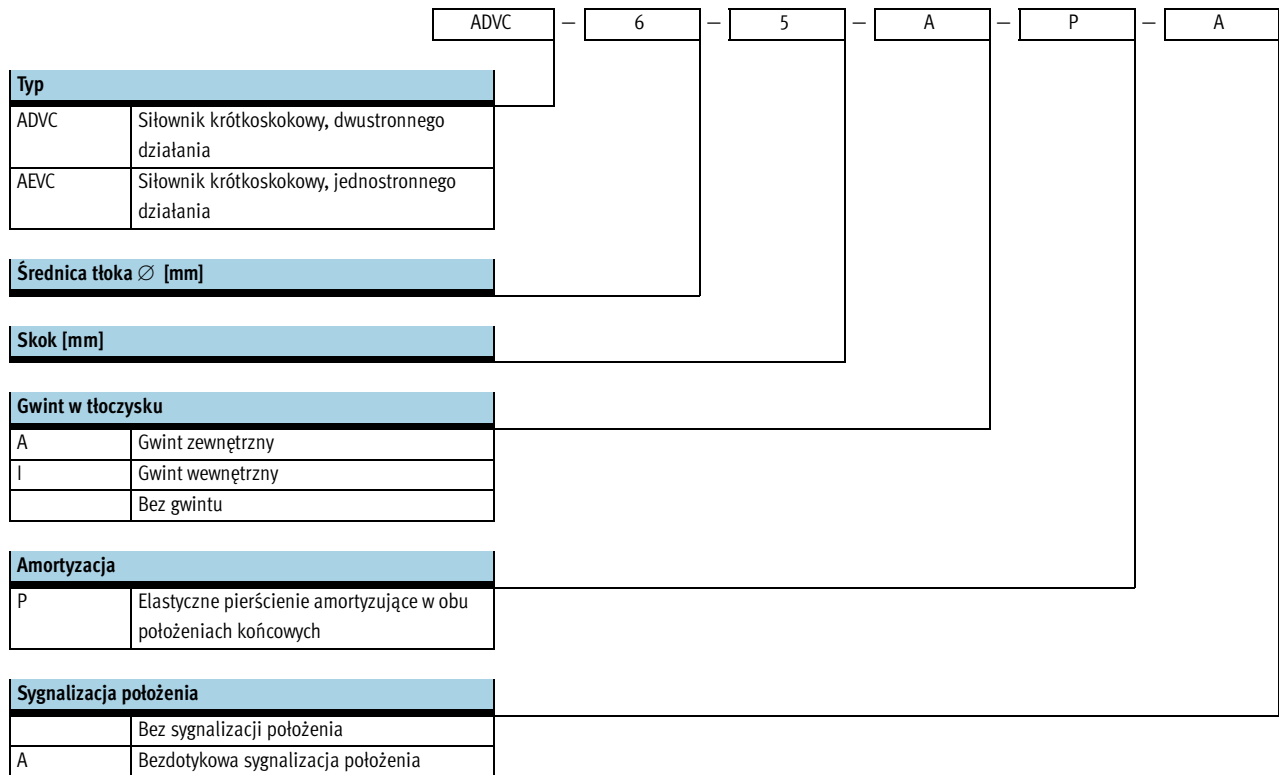 ADVC — 6 — 5 — A — P — A
Typ
ADVC Siłownik krótkoskokowy, dwustronnego
działania
AEVC Siłownik krótkoskokowy, jednostronnego
działania
Średnica tłoka ∅ [mm]
Skok [mm]
Gwint w tłoczysku
A Gwint zewnętrzny
I Gwint wewnętrzny
Bez gwintu
Amortyzacja
P Elastyczne pierścienie amortyzujące w obu
położeniach końcowych
Sygnalizacja położenia
Bez sygnalizacji położenia
A Bezdotykowa sygnalizacja położenia